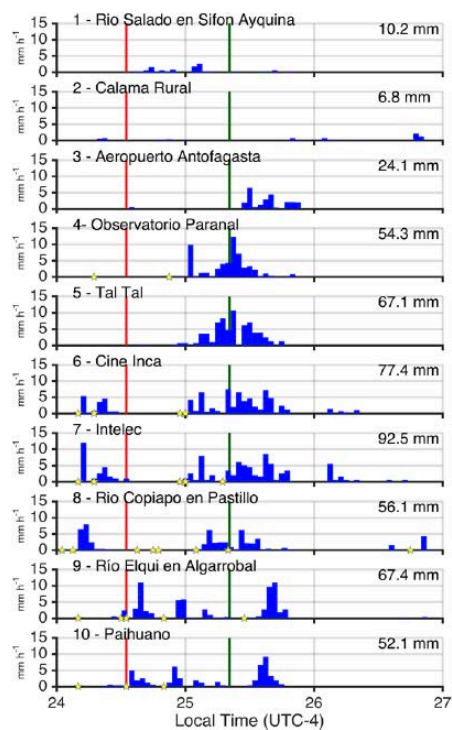 1 - Rio Salado en Sifon Ayquina
10.2 mm
mm h⁻¹
15
10
5
0
2 - Calama Rural
6.8 mm
mm h⁻¹
15
10
5
0
3 - Aeropuerto Antofagasta
24.1 mm
mm h⁻¹
15
10
5
0
4- Observatorio Paranal
54.3 mm
mm h⁻¹
15
10
5
0
5 - Tal Tal
67.1 mm
mm h⁻¹
15
10
5
0
6 - Cine Inca
77.4 mm
mm h⁻¹
15
10
5
0
7 - Intelec
92.5 mm
mm h⁻¹
15
10
5
0
8 - Rio Copiapo en Pastillo
56.1 mm
mm h⁻¹
15
10
5
0
9 - Río Elqui en Algarrobal
67.4 mm
mm h⁻¹
15
10
5
0
10 - Paihuano
52.1 mm
mm h⁻¹
15
10
5
0
24 25 26 27
Local Time (UTC-4)